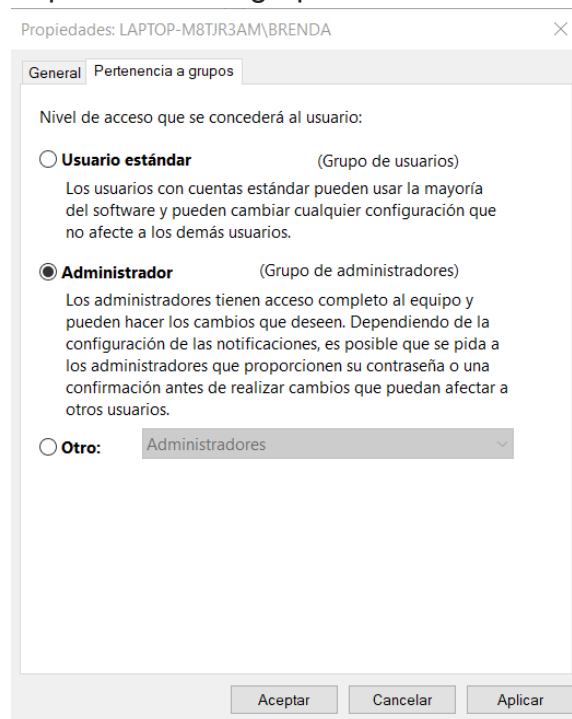 Propiedades: LAPTOP-M8TJR3AM\BRENDA
General Pertenencia a grupos
Nivel de acceso que se concederá al usuario:
Usuario estándar (Grupo de usuarios)
Los usuarios con cuentas estándar pueden usar la mayoría
del software y pueden cambiar cualquier configuración que
no afecte a los demás usuarios.
Administrador (Grupo de administradores)
Los administradores tienen acceso completo al equipo y
pueden hacer los cambios que deseen. Dependiendo de la
configuración de las notificaciones, es posible que se pida a
los administradores que proporcionen su contraseña o una
confirmación antes de realizar cambios que puedan afectar a
otros usuarios.
Otro: Administradores
Aceptar Cancelar Aplicar